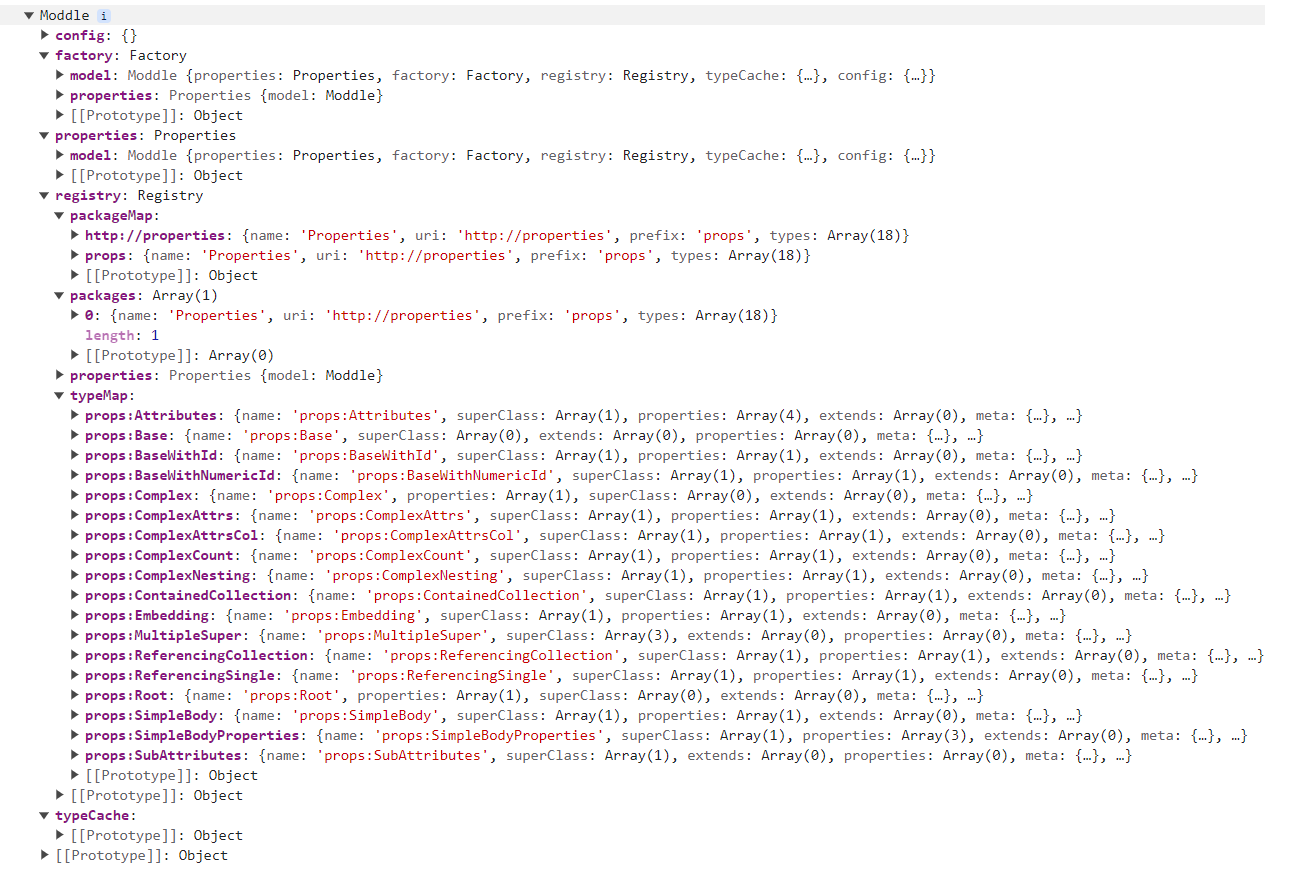 Moddle i
config: {}
factory: Factory
model: Moddle {properties: Properties, factory: Factory, registry: Registry, typeCache: {…}, config: {…}}
properties: Properties {model: Moddle}
[[Prototype]]: Object
properties: Properties
model: Moddle {properties: Properties, factory: Factory, registry: Registry, typeCache: {…}, config: {…}}
[[Prototype]]: Object
registry: Registry
packageMap:
http://properties: {name: 'Properties', uri: 'http://properties', prefix: 'props', types: Array(18)}
props: {name: 'Properties', uri: 'http://properties', prefix: 'props', types: Array(18)}
[[Prototype]]: Object
packages: Array(1)
0: {name: 'Properties', uri: 'http://properties', prefix: 'props', types: Array(18)}
length: 1
[[Prototype]]: Array(0)
properties: Properties {model: Moddle}
typeMap:
props:Attributes: {name: 'props:Attributes', superClass: Array(1), properties: Array(4), extends: Array(0), meta: {…}, …}
props:Base: {name: 'props:Base', superClass: Array(0), extends: Array(0), properties: Array(0), meta: {…}, …}
props:BaseWithId: {name: 'props:BaseWithId', superClass: Array(1), properties: Array(1), extends: Array(0), meta: {…}, …}
props:BaseWithNumericId: {name: 'props:BaseWithNumericId', superClass: Array(1), properties: Array(1), extends: Array(0), meta: {…}, …}
props:Complex: {name: 'props:Complex', properties: Array(1), superClass: Array(0), extends: Array(0), meta: {…}, …}
props:ComplexAttrs: {name: 'props:ComplexAttrs', superClass: Array(1), properties: Array(1), extends: Array(0), meta: {…}, …}
props:ComplexAttrsCol: {name: 'props:ComplexAttrsCol', superClass: Array(1), properties: Array(1), extends: Array(0), meta: {…}, …}
props:ComplexCount: {name: 'props:ComplexCount', superClass: Array(1), properties: Array(1), extends: Array(0), meta: {…}, …}
props:ComplexNesting: {name: 'props:ComplexNesting', superClass: Array(1), properties: Array(1), extends: Array(0), meta: {…}, …}
props:ContainedCollection: {name: 'props:ContainedCollection', superClass: Array(1), properties: Array(1), extends: Array(0), meta: {…}, …}
props:Embedding: {name: 'props:Embedding', superClass: Array(1), properties: Array(1), extends: Array(0), meta: {…}, …}
props:MultipleSuper: {name: 'props:MultipleSuper', superClass: Array(3), extends: Array(0), properties: Array(0), meta: {…}, …}
props:ReferencingCollection: {name: 'props:ReferencingCollection', superClass: Array(1), properties: Array(1), extends: Array(0), meta: {…}, …}
props:ReferencingSingle: {name: 'props:ReferencingSingle', superClass: Array(1), properties: Array(1), extends: Array(0), meta: {…}, …}
props:Root: {name: 'props:Root', properties: Array(1), superClass: Array(0), extends: Array(0), meta: {…}, …}
props:SimpleBody: {name: 'props:SimpleBody', superClass: Array(1), properties: Array(1), extends: Array(0), meta: {…}, …}
props:SimpleBodyProperties: {name: 'props:SimpleBodyProperties', superClass: Array(1), properties: Array(3), extends: Array(0), meta: {…}, …}
props:SubAttributes: {name: 'props:SubAttributes', superClass: Array(1), extends: Array(0), properties: Array(0), meta: {…}, …}
[[Prototype]]: Object
[[Prototype]]: Object
typeCache:
[[Prototype]]: Object
[[Prototype]]: Object